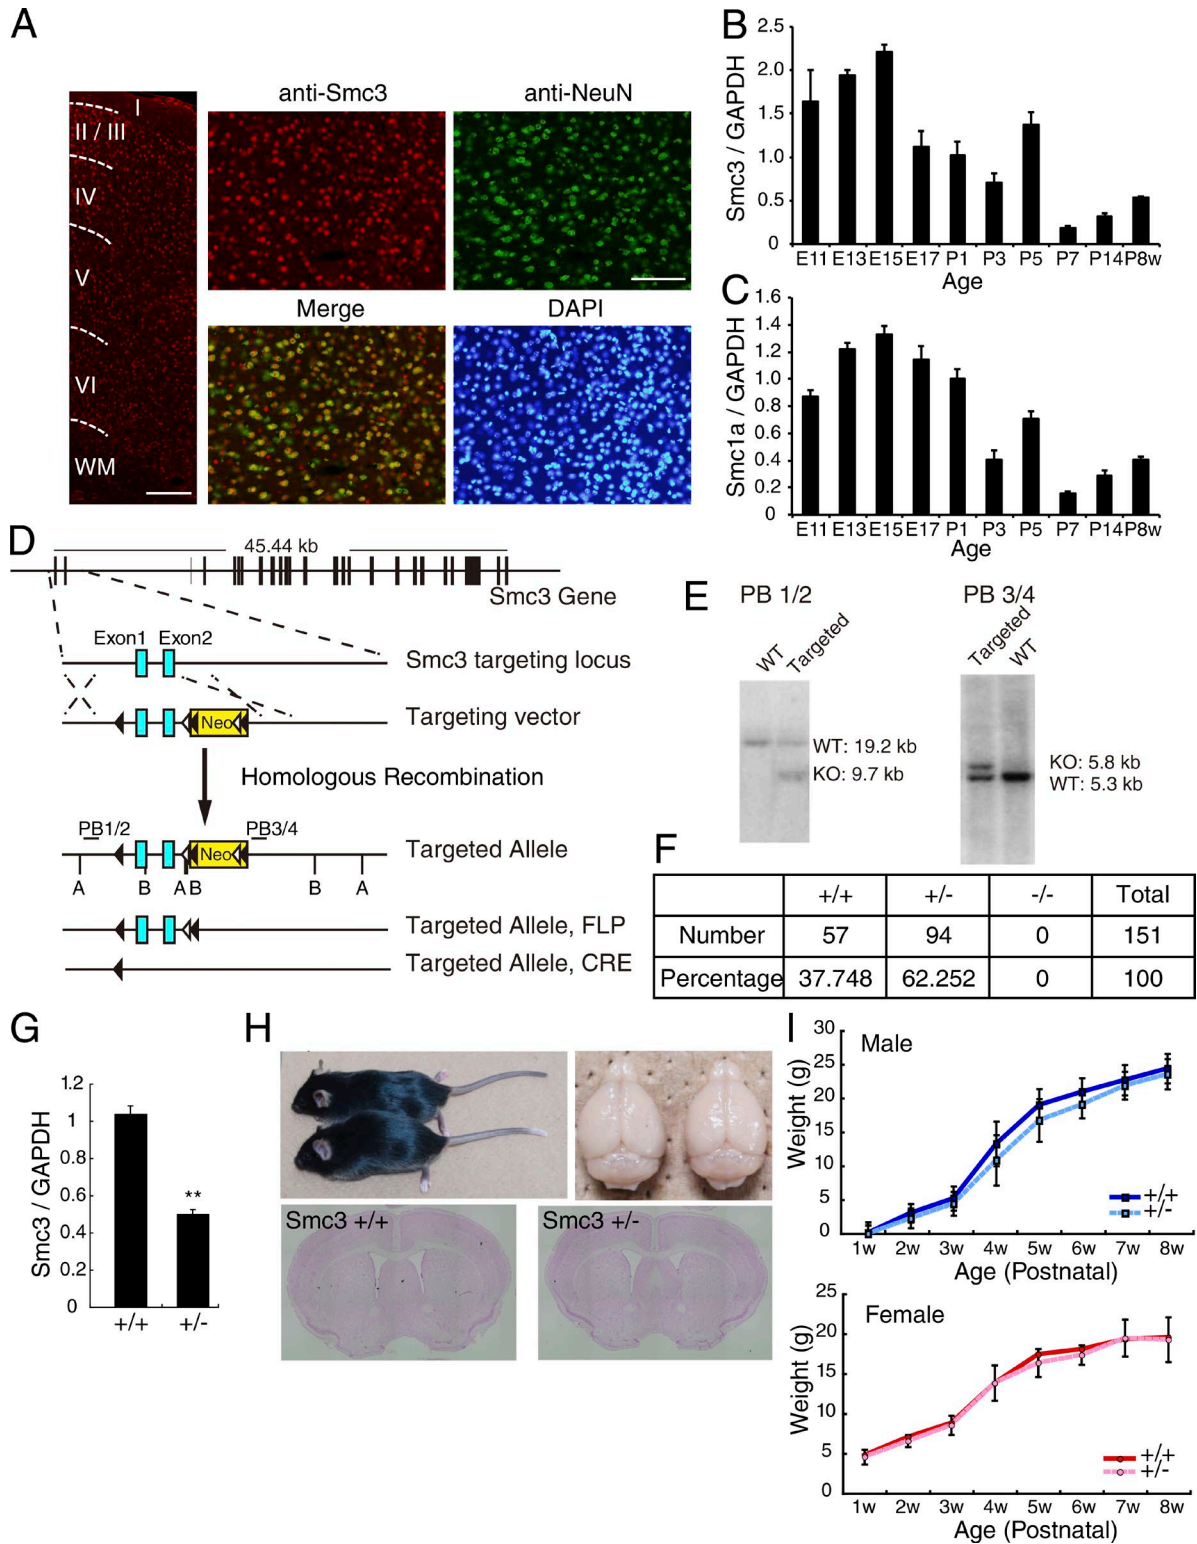 A
I
II / III
IV
V
VI
WM
anti-Smc3
anti-NeuN
Merge
DAPI
B
Smc3 / GAPDH
2.5
2.0
1.5
1.0
0.5
0
E11 E13 E15 E17 P1 P3 P5 P7 P14 P8w
Age
C
Smc1a / GAPDH
1.6
1.4
1.2
1
0.8
0.6
0.4
0.2
0
E11 E13 E15 E17 P1 P3 P5 P7 P14 P8w
Age
D
45.44 kb
Smc3 Gene
Exon1 Exon2
Smc3 targeting locus
Neo
Targeting vector
Homologous Recombination
PB1/2 PB3/4
Neo
Targeted Allele
A B A B B A
Targeted Allele, FLP
Targeted Allele, CRE
E
PB 1/2
WT Targeted
WT: 19.2 kb
KO: 9.7 kb
PB 3/4
Targeted WT
KO: 5.8 kb
WT: 5.3 kb
F
+/+ +/- -/- Total
Number 57 94 0 151
Percentage 37.748 62.252 0 100
G
Smc3 / GAPDH
1.2
1
0.8
0.6
0.4
0.2
0
**
+/+ +/-
H
Smc3 +/+
Smc3 +/-
I
Male
Weight (g)
30
25
20
15
10
5
0
+/+
+/-
1w 2w 3w 4w 5w 6w 7w 8w
Age (Postnatal)
Female
Weight (g)
25
20
15
10
5
0
+/+
+/-
1w 2w 3w 4w 5w 6w 7w 8w
Age (Postnatal)